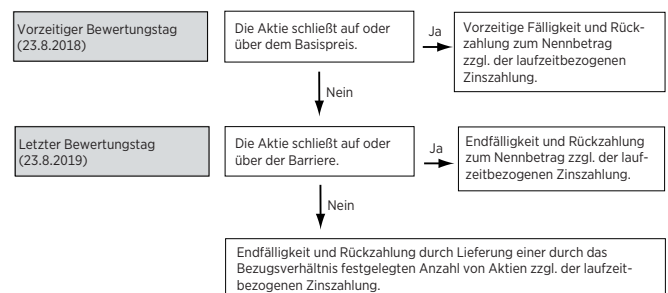 Vorzeitiger Bewertungstag
(23.8.2018)
Die Aktie schließt auf oder
über dem Basispreis.
Ja
Vorzeitige Fälligkeit und Rück-
zahlung zum Nennbetrag
zzgl. der laufzeitbezogenen
Zinszahlung.
Nein
Letzter Bewertungstag
(23.8.2019)
Die Aktie schließt auf oder
über der Barriere.
Ja
Endfälligkeit und Rückzahlung
zum Nennbetrag zzgl. der lauf-
zeitbezogenen Zinszahlung.
Nein
Endfälligkeit und Rückzahlung durch Lieferung einer durch das
Bezugsverhältnis festgelegten Anzahl von Aktien zzgl. der laufzeit-
bezogenen Zinszahlung.